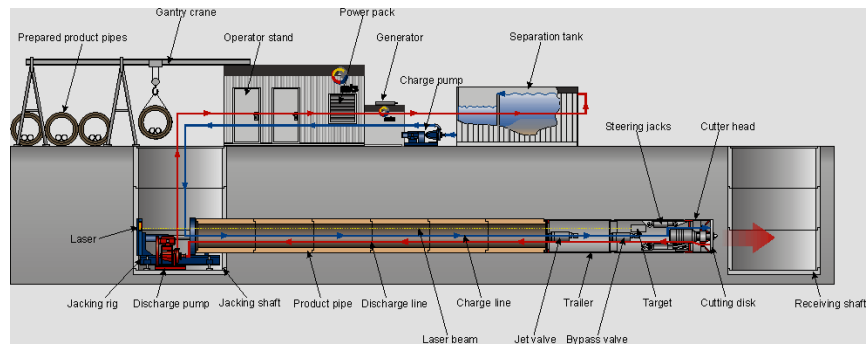 Gantry crane
Power pack
Prepared product pipes
Operator stand
Generator
Separation tank
Charge pump
Steering jacks
Cutter head
Laser
Jacking rig
Discharge pump
Jacking shaft
Product pipe
Discharge line
Charge line
Trailer
Target
Cutting disk
Receiving shaft
Laser beam
Jet valve
Bypass valve